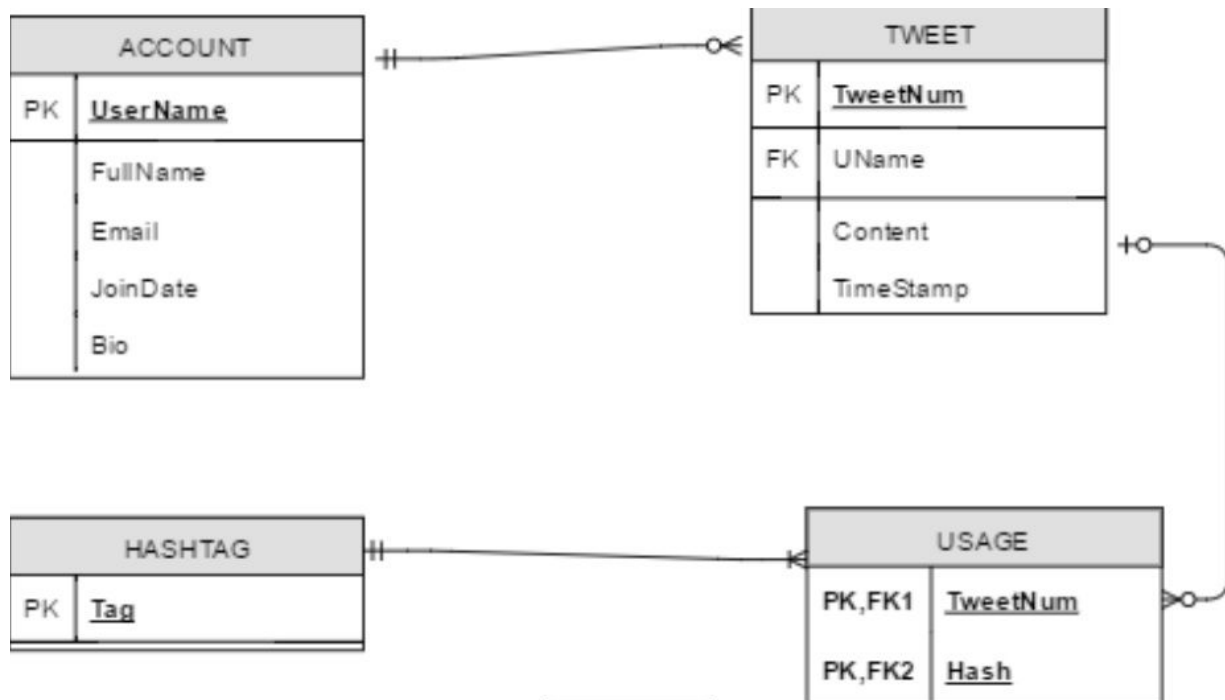 ACCOUNT
PK UserName
FullName
Email
JoinDate
Bio
TWEET
PK TweetNum
FK UName
Content
TimeStamp
HASHTAG
PK Tag
USAGE
PK,FK1 TweetNum
PK,FK2 Hash